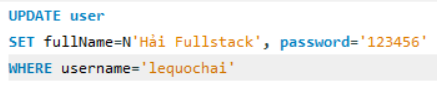 UPDATE user
SET fullName=N'Hải Fullstack', password='123456'
WHERE username='lequochai'